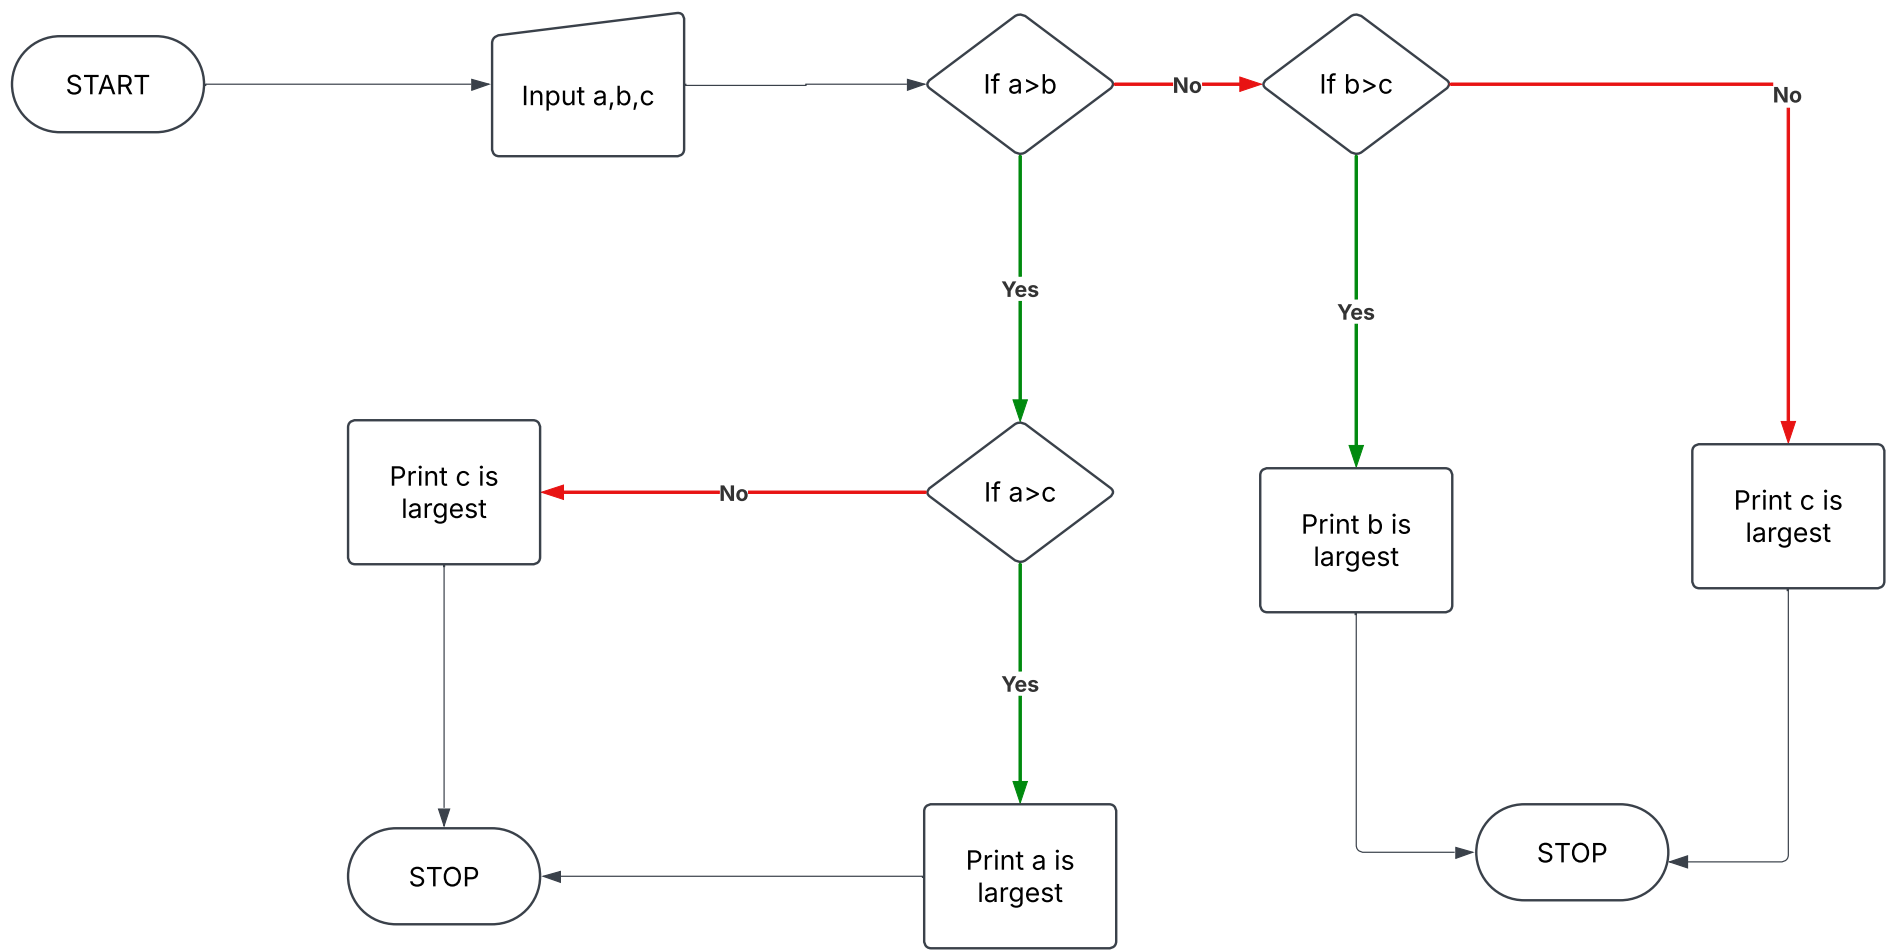 START
Input a,b,c
If a>b
No
If b>c
No
Yes
Yes
Print c is
largest
No
If a>c
Print b is
largest
Print c is
largest
Yes
STOP
Print a is
largest
STOP